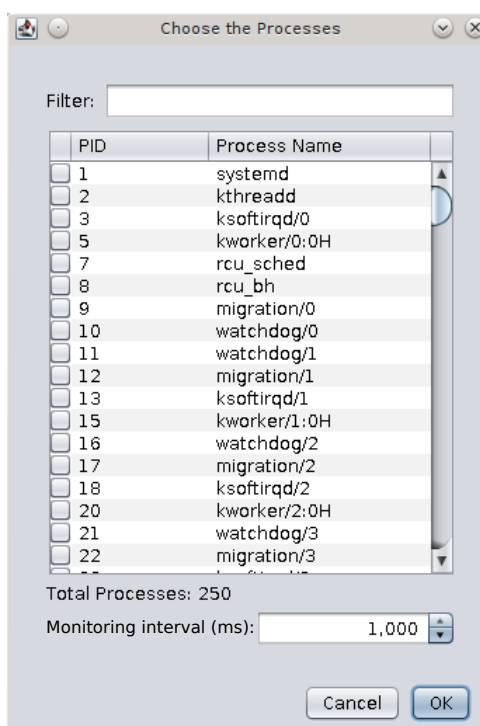 Choose the Processes
Filter:
PID Process Name
1 systemd
2 kthreadd
3 ksoftirqd/0
5 kworker/0:0H
7 rcu_sched
8 rcu_bh
9 migration/0
10 watchdog/0
11 watchdog/1
12 migration/1
13 ksoftirqd/1
15 kworker/1:0H
16 watchdog/2
17 migration/2
18 ksoftirqd/2
20 kworker/2:0H
21 watchdog/3
22 migration/3
Total Processes: 250
Monitoring interval (ms): 1,000
Cancel OK